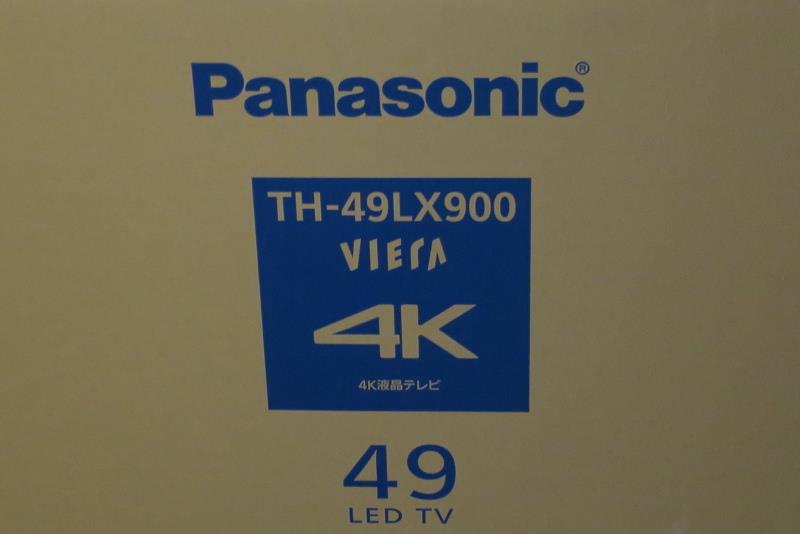 Panasonic®
TH-49LX900
VIERA
4K
4K液晶テレビ
49
LED TV